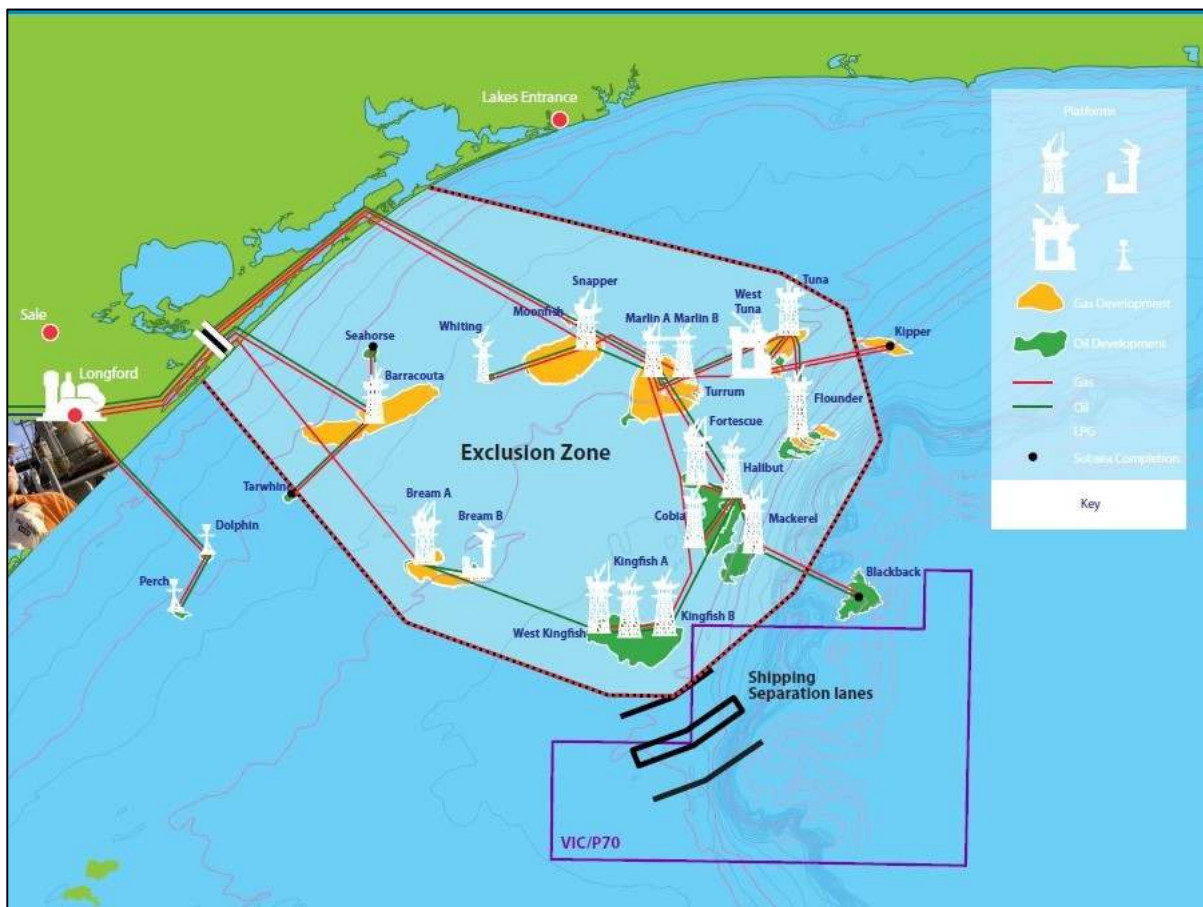 Lakes Entrance
Sale
Longford
Platforms
Gas Development
Oil Development
Gas
Oil
LPG
Subsea Completion
Key
Snapper
Moonfish
Whiting
Seahorse
Barracouta
Tarwhine
Marlin A
Marlin B
West
Tuna
Tuna
Kipper
Turrum
Flounder
Fortescue
Halibut
Cobia
Mackerel
Exclusion Zone
Bream A
Bream B
Dolphin
Perch
Kingfish A
Kingfish B
West Kingfish
Blackback
Shipping
Separation lanes
VIC/P70